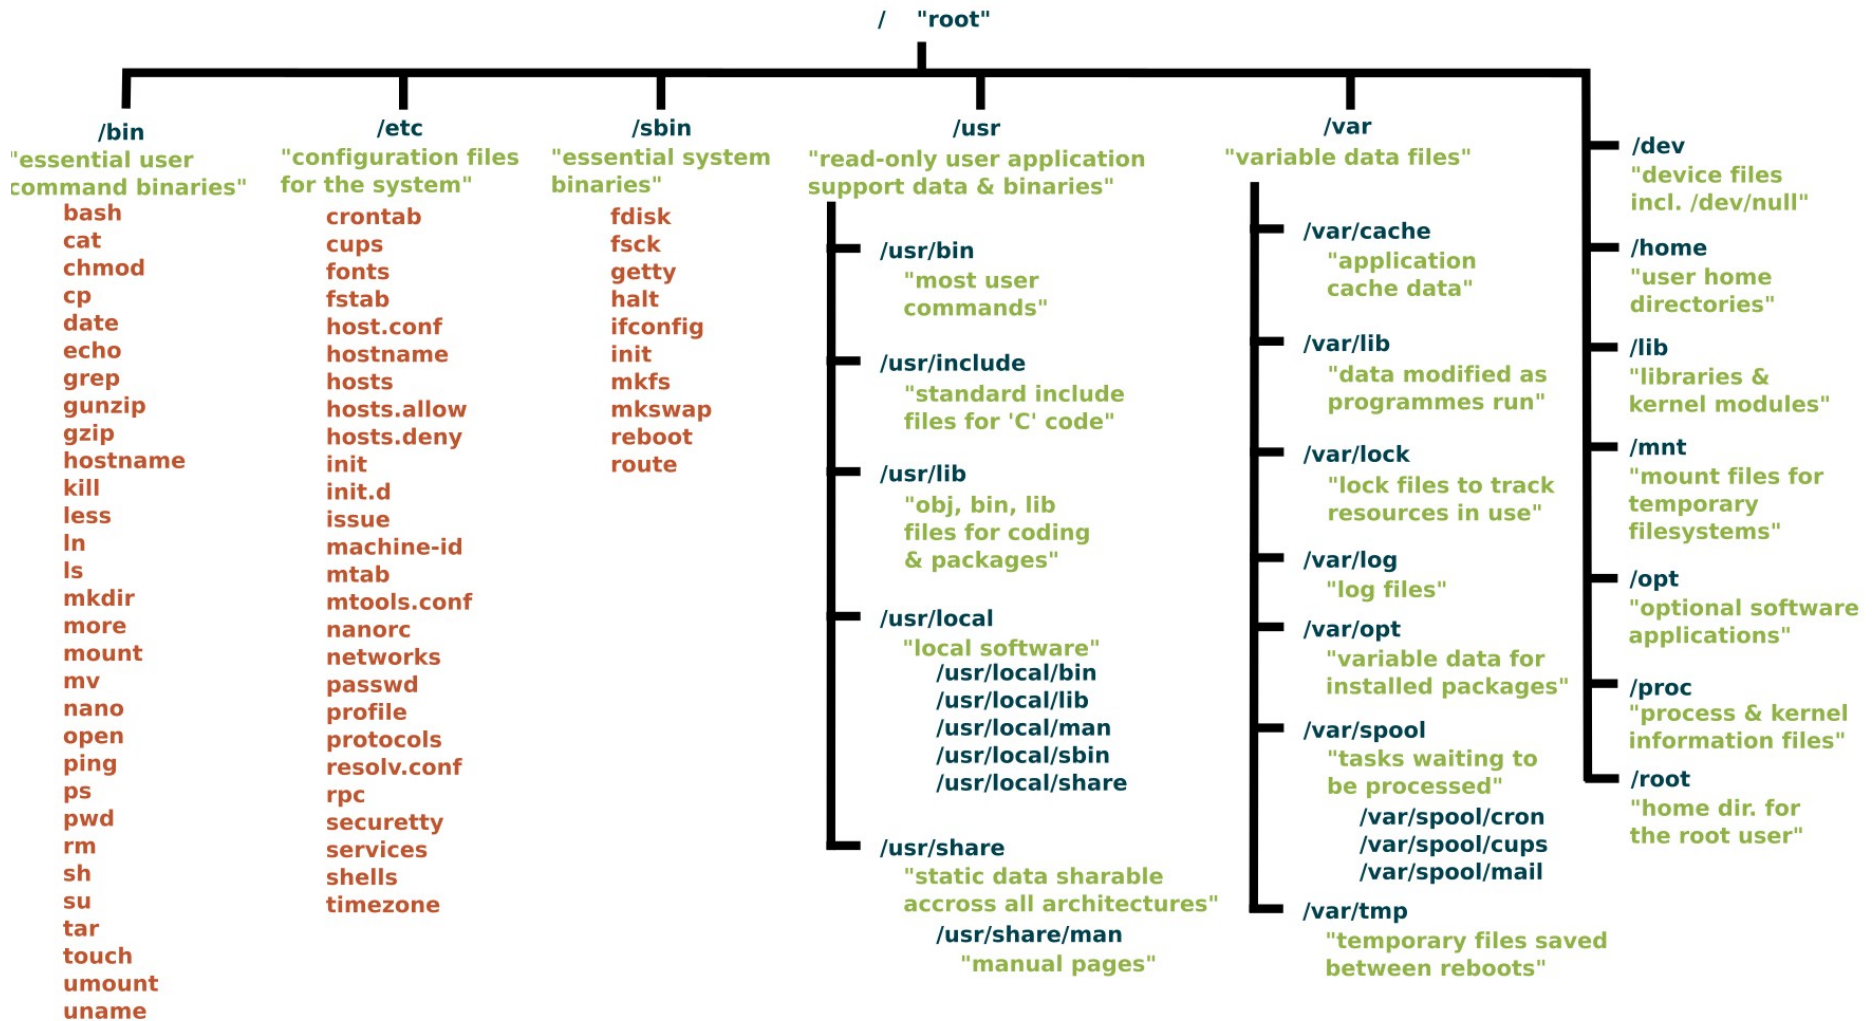 / "root"
/bin
"essential user
command binaries"
bash
cat
chmod
cp
date
echo
grep
gunzip
gzip
hostname
kill
less
ln
ls
mkdir
more
mount
mv
nano
open
ping
ps
pwd
rm
sh
su
tar
touch
umount
uname
/etc
"configuration files
for the system"
crontab
cups
fonts
fstab
host.conf
hostname
hosts
hosts.allow
hosts.deny
init
init.d
issue
machine-id
mtab
mtools.conf
nanorc
networks
passwd
profile
protocols
resolv.conf
rpc
securetty
services
shells
timezone
/sbin
"essential system
binaries"
fdisk
fsck
getty
halt
ifconfig
init
mkfs
mkswap
reboot
route
/usr
"read-only user application
support data & binaries"
/usr/bin
"most user
commands"
/usr/include
"standard include
files for 'C' code"
/usr/lib
"obj, bin, lib
files for coding
& packages"
/usr/local
"local software"
/usr/local/bin
/usr/local/lib
/usr/local/man
/usr/local/sbin
/usr/local/share
/usr/share
"static data sharable
accross all architectures"
/usr/share/man
"manual pages"
/var
"variable data files"
/var/cache
"application
cache data"
/var/lib
"data modified as
programmes run"
/var/lock
"lock files to track
resources in use"
/var/log
"log files"
/var/opt
"variable data for
installed packages"
/var/spool
"tasks waiting to
be processed"
/var/spool/cron
/var/spool/cups
/var/spool/mail
/var/tmp
"temporary files saved
between reboots"
/dev
"device files
incl. /dev/null"
/home
"user home
directories"
/lib
"libraries &
kernel modules"
/mnt
"mount files for
temporary
filesystems"
/opt
"optional software
applications"
/proc
"process & kernel
information files"
/root
"home dir. for
the root user"